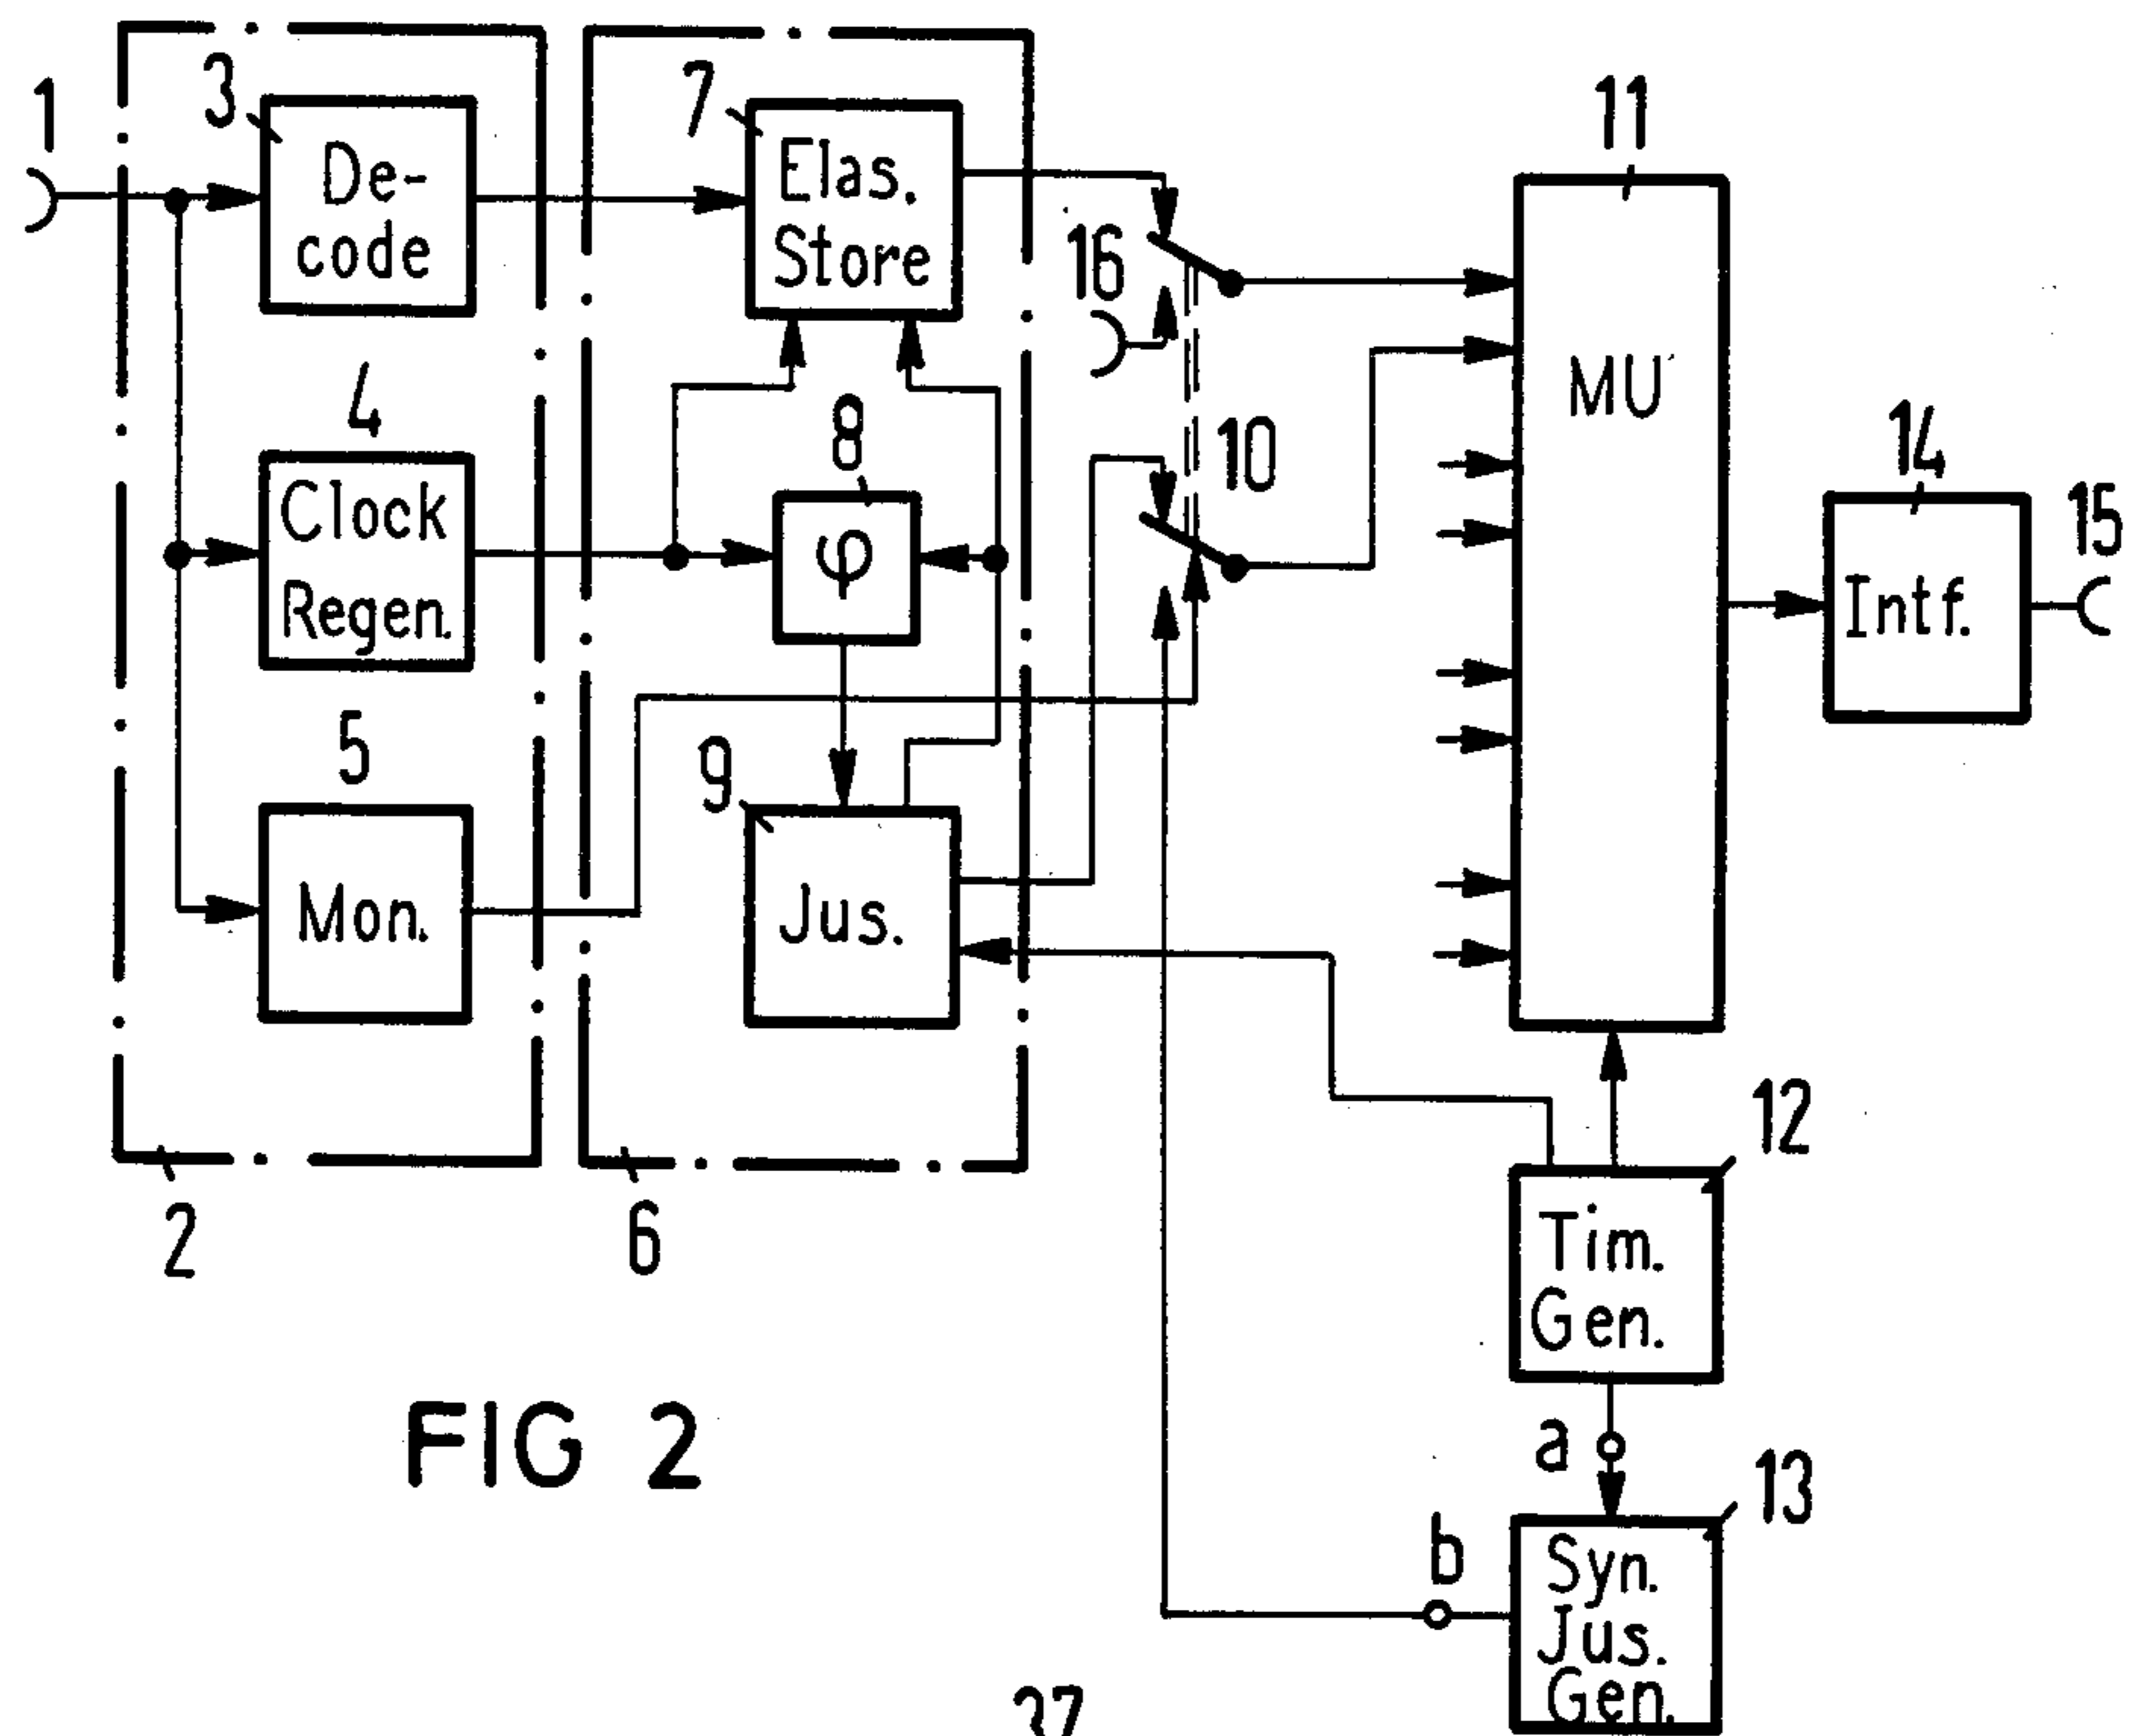 1
3
De-
code
7
Elas.
Store
16
11
MU
4
Clock
Regen.
8
φ
10
14
Intf.
15
5
Mon.
9
Jus.
2
6
12
Tim.
Gen.
a
13
b
Syn.
Jus.
Gen.
FIG 2
37